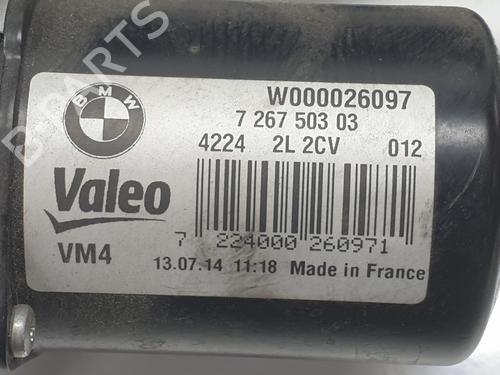 B-PARTS
BMW
W000026097
7 267 503 03
4224 2L 2CV 012
Valeo
7 224000 260971
VM4
13.07.14 11:18 Made in France